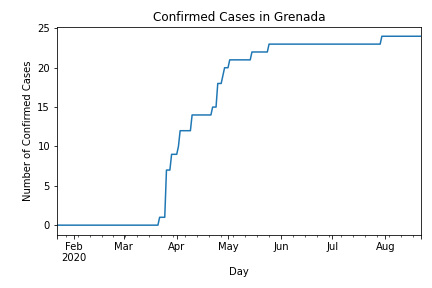 Confirmed Cases in Grenada
25
20
15
10
5
0
Number of Confirmed Cases
Feb Mar Apr May Jun Jul Aug
2020
Day